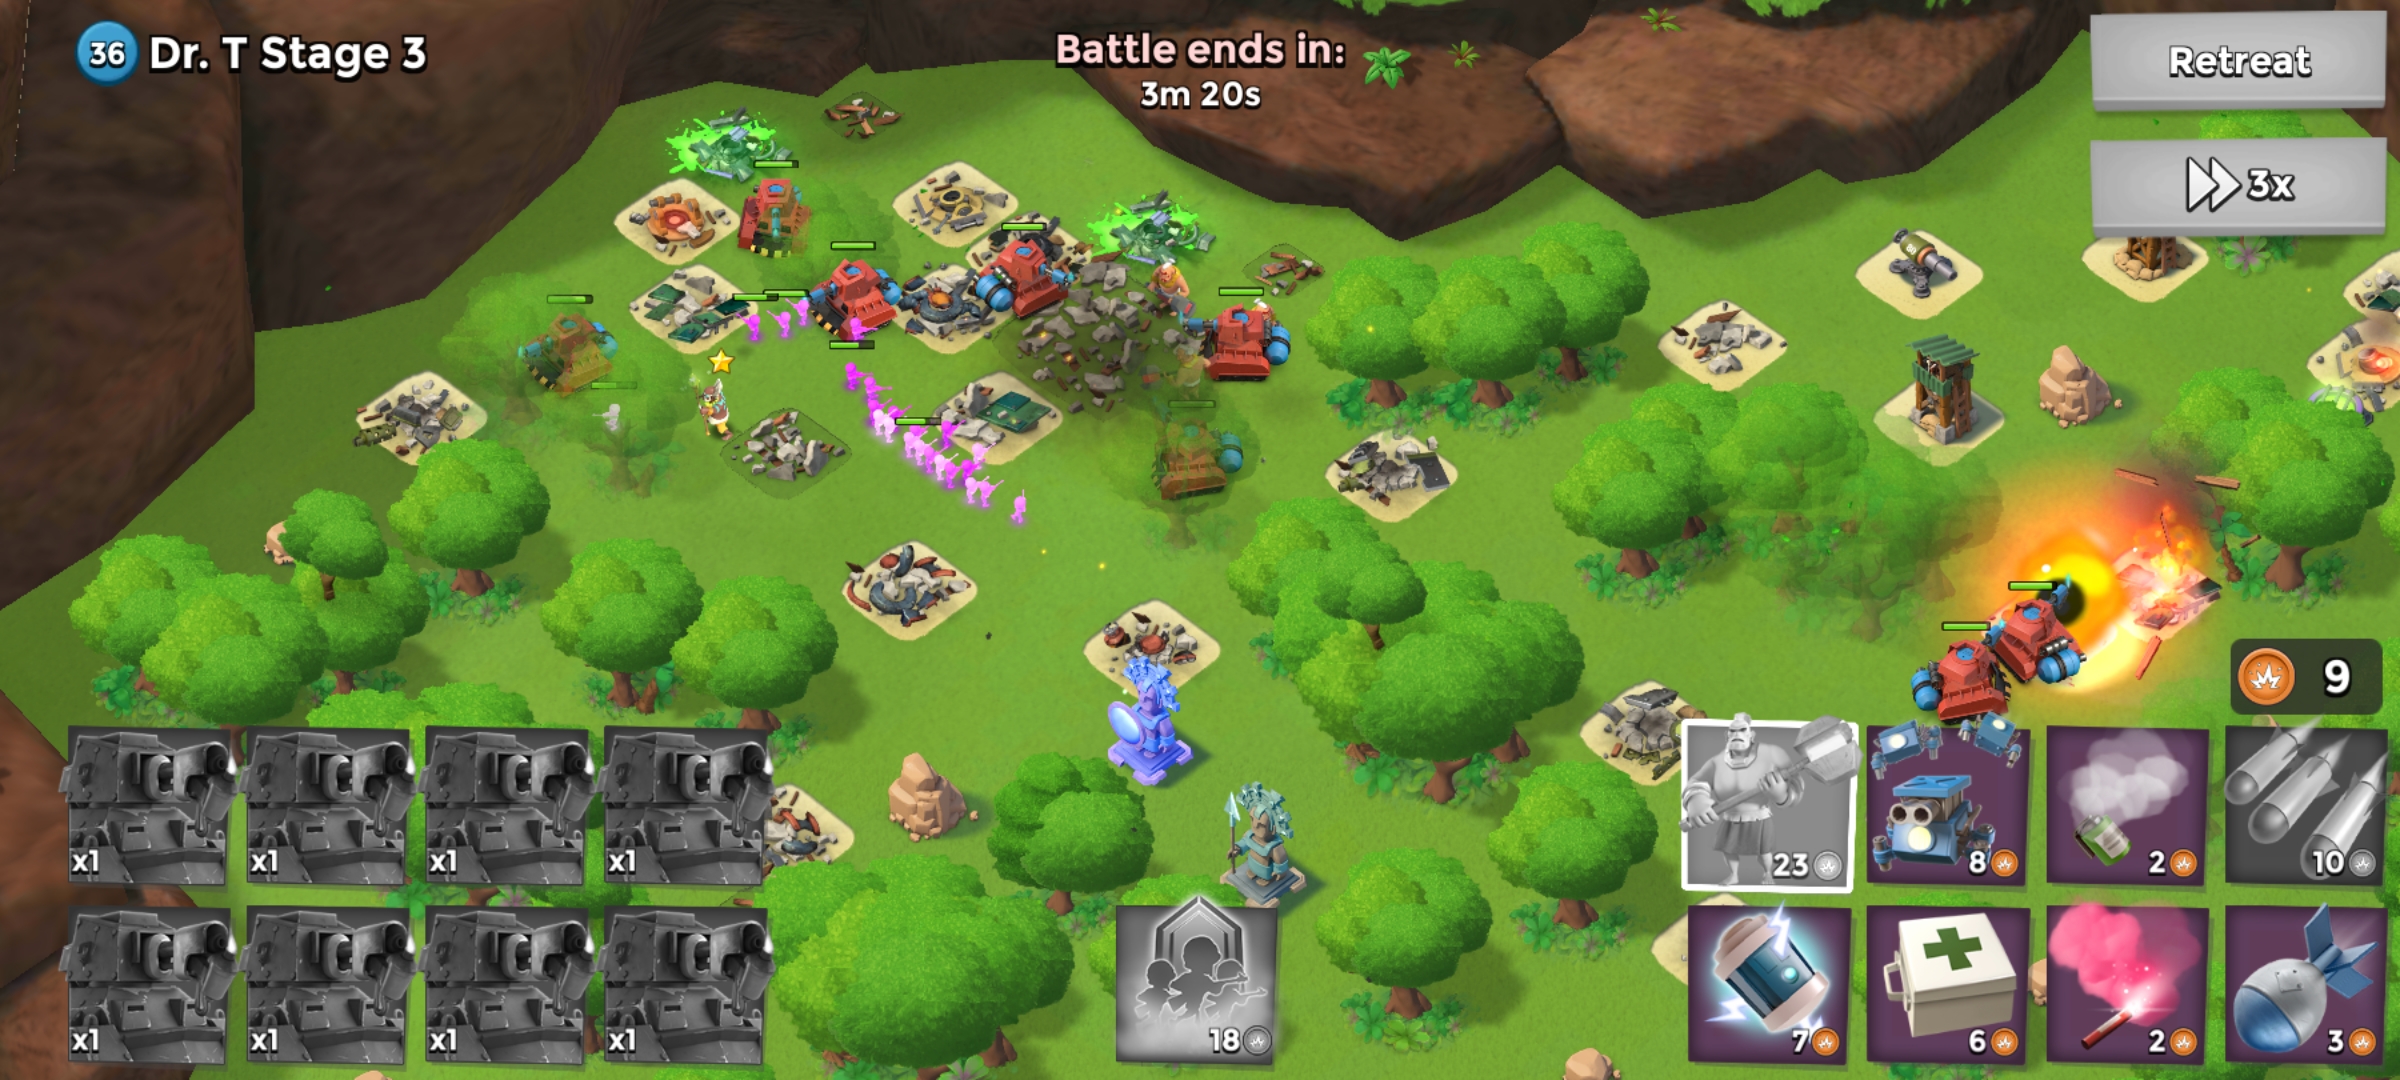 36 Dr. T Stage 3
Battle ends in:
3m 20s
Retreat
3x
9
x1 x1 x1 x1
23 8 2 10
x1 x1 x1 x1
18
7 6 2 3